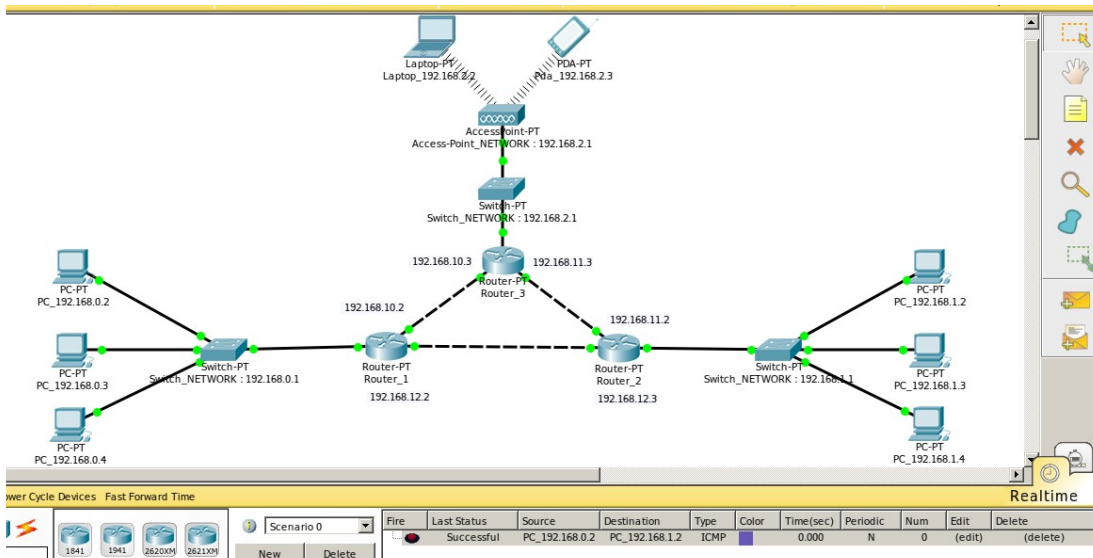 Laptop-PT
Laptop_192.168.2.2
PDA-PT
Pda_192.168.2.3
AccessPoint-PT
Access-Point_NETWORK : 192.168.2.1
Switch-PT
Switch_NETWORK : 192.168.2.1
192.168.10.3
192.168.11.3
Router-PT
Router_3
PC-PT
PC_192.168.0.2
PC-PT
PC_192.168.1.2
192.168.10.2
192.168.11.2
PC-PT
PC_192.168.0.3
Switch-PT
Switch_NETWORK : 192.168.0.1
Router-PT
Router_1
192.168.12.2
Router-PT
Router_2
192.168.12.3
Switch-PT
Switch_NETWORK : 192.168.1.1
PC-PT
PC_192.168.1.3
PC-PT
PC_192.168.0.4
PC-PT
PC_192.168.1.4
ower Cycle Devices Fast Forward Time
Realtime
1841 1941 2620XM 2621XM
Scenario 0
New Delete
Fire Last Status Source Destination Type Color Time(sec) Periodic Num Edit Delete
Successful PC_192.168.0.2 PC_192.168.1.2 ICMP 0.000 N 0 (edit) (delete)